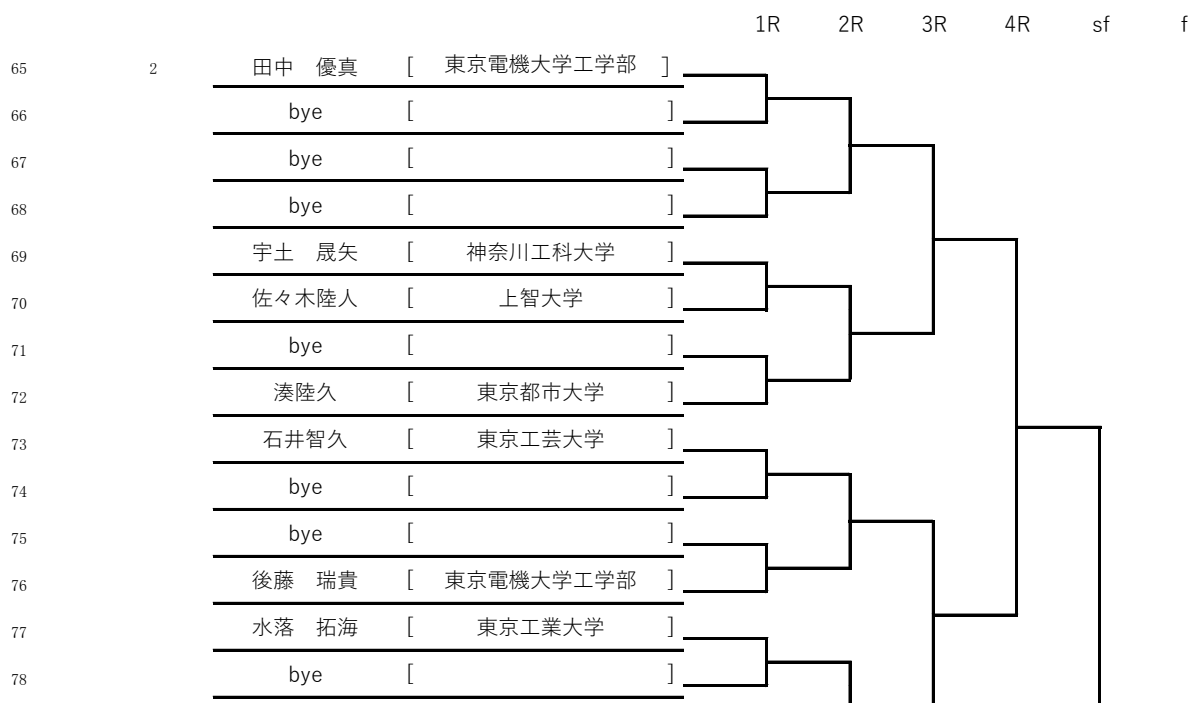 1R 2R 3R 4R sf f
65 2 田中　優真 [ 東京電機大学工学部 ]
66 bye [ ]
67 bye [ ]
68 bye [ ]
69 宇土　晟矢 [ 神奈川工科大学 ]
70 佐々木陸人 [ 上智大学 ]
71 bye [ ]
72 湊陸久 [ 東京都市大学 ]
73 石井智久 [ 東京工芸大学 ]
74 bye [ ]
75 bye [ ]
76 後藤　瑞貴 [ 東京電機大学工学部 ]
77 水落　拓海 [ 東京工業大学 ]
78 bye [ ]